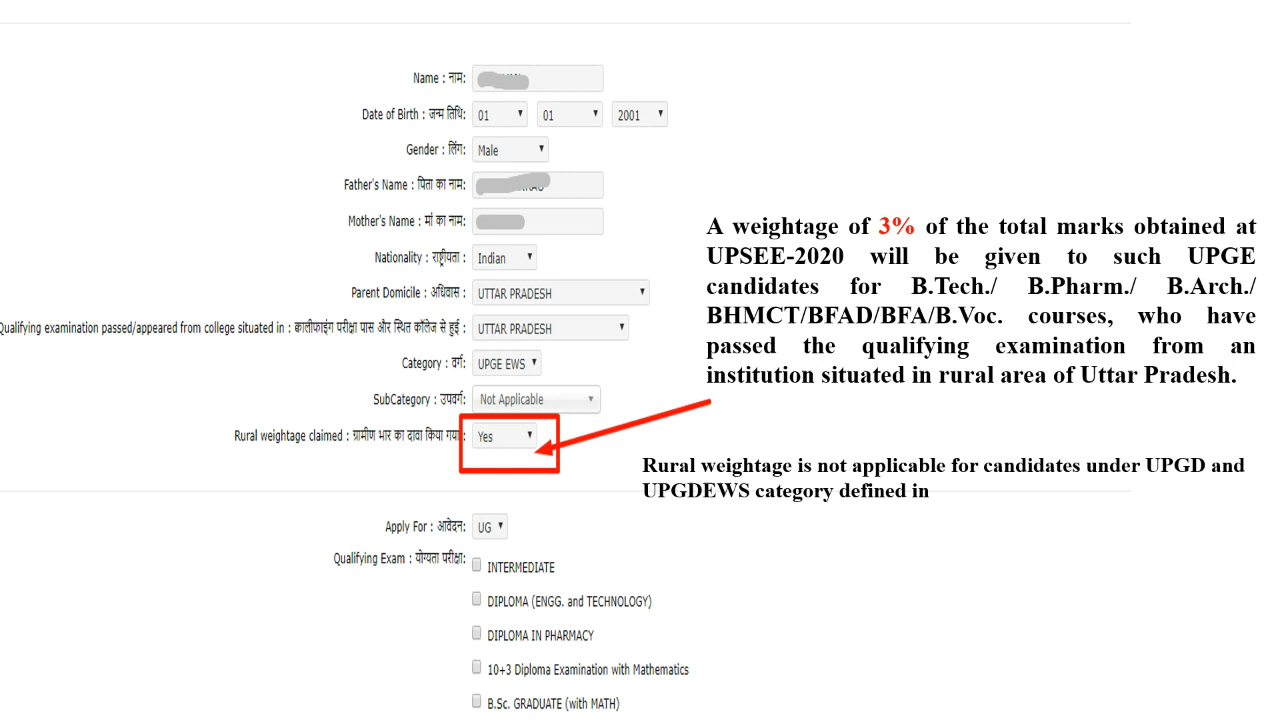 Name : नाम:
Date of Birth : जन्म तिथि: 01 01 2001
Gender : लिंग: Male
Father's Name : पिता का नाम:
Mother's Name : मां का नाम:
Nationality : राष्ट्रीयता : Indian
Parent Domicile : अधिवास : UTTAR PRADESH
Qualifying examination passed/appeared from college situated in : क्वालीफाइंग परीक्षा पास और स्थित कॉलेज से हुई : UTTAR PRADESH
Category : वर्ग: UPGE EWS
SubCategory : उपवर्ग: Not Applicable
Rural weightage claimed : ग्रामीण भार का दावा किया गया : Yes
A weightage of 3% of the total marks obtained at
UPSEE-2020 will be given to such UPGE
candidates for B.Tech./ B.Pharm./ B.Arch./
BHMCT/BFAD/BFA/B.Voc. courses, who have
passed the qualifying examination from an
institution situated in rural area of Uttar Pradesh.
Rural weightage is not applicable for candidates under UPGD and
UPGDEWS category defined in
Apply For : आवेदन: UG
Qualifying Exam : योग्यता परीक्षा:
INTERMEDIATE
DIPLOMA (ENGG. and TECHNOLOGY)
DIPLOMA IN PHARMACY
10+3 Diploma Examination with Mathematics
B.Sc. GRADUATE (with MATH)